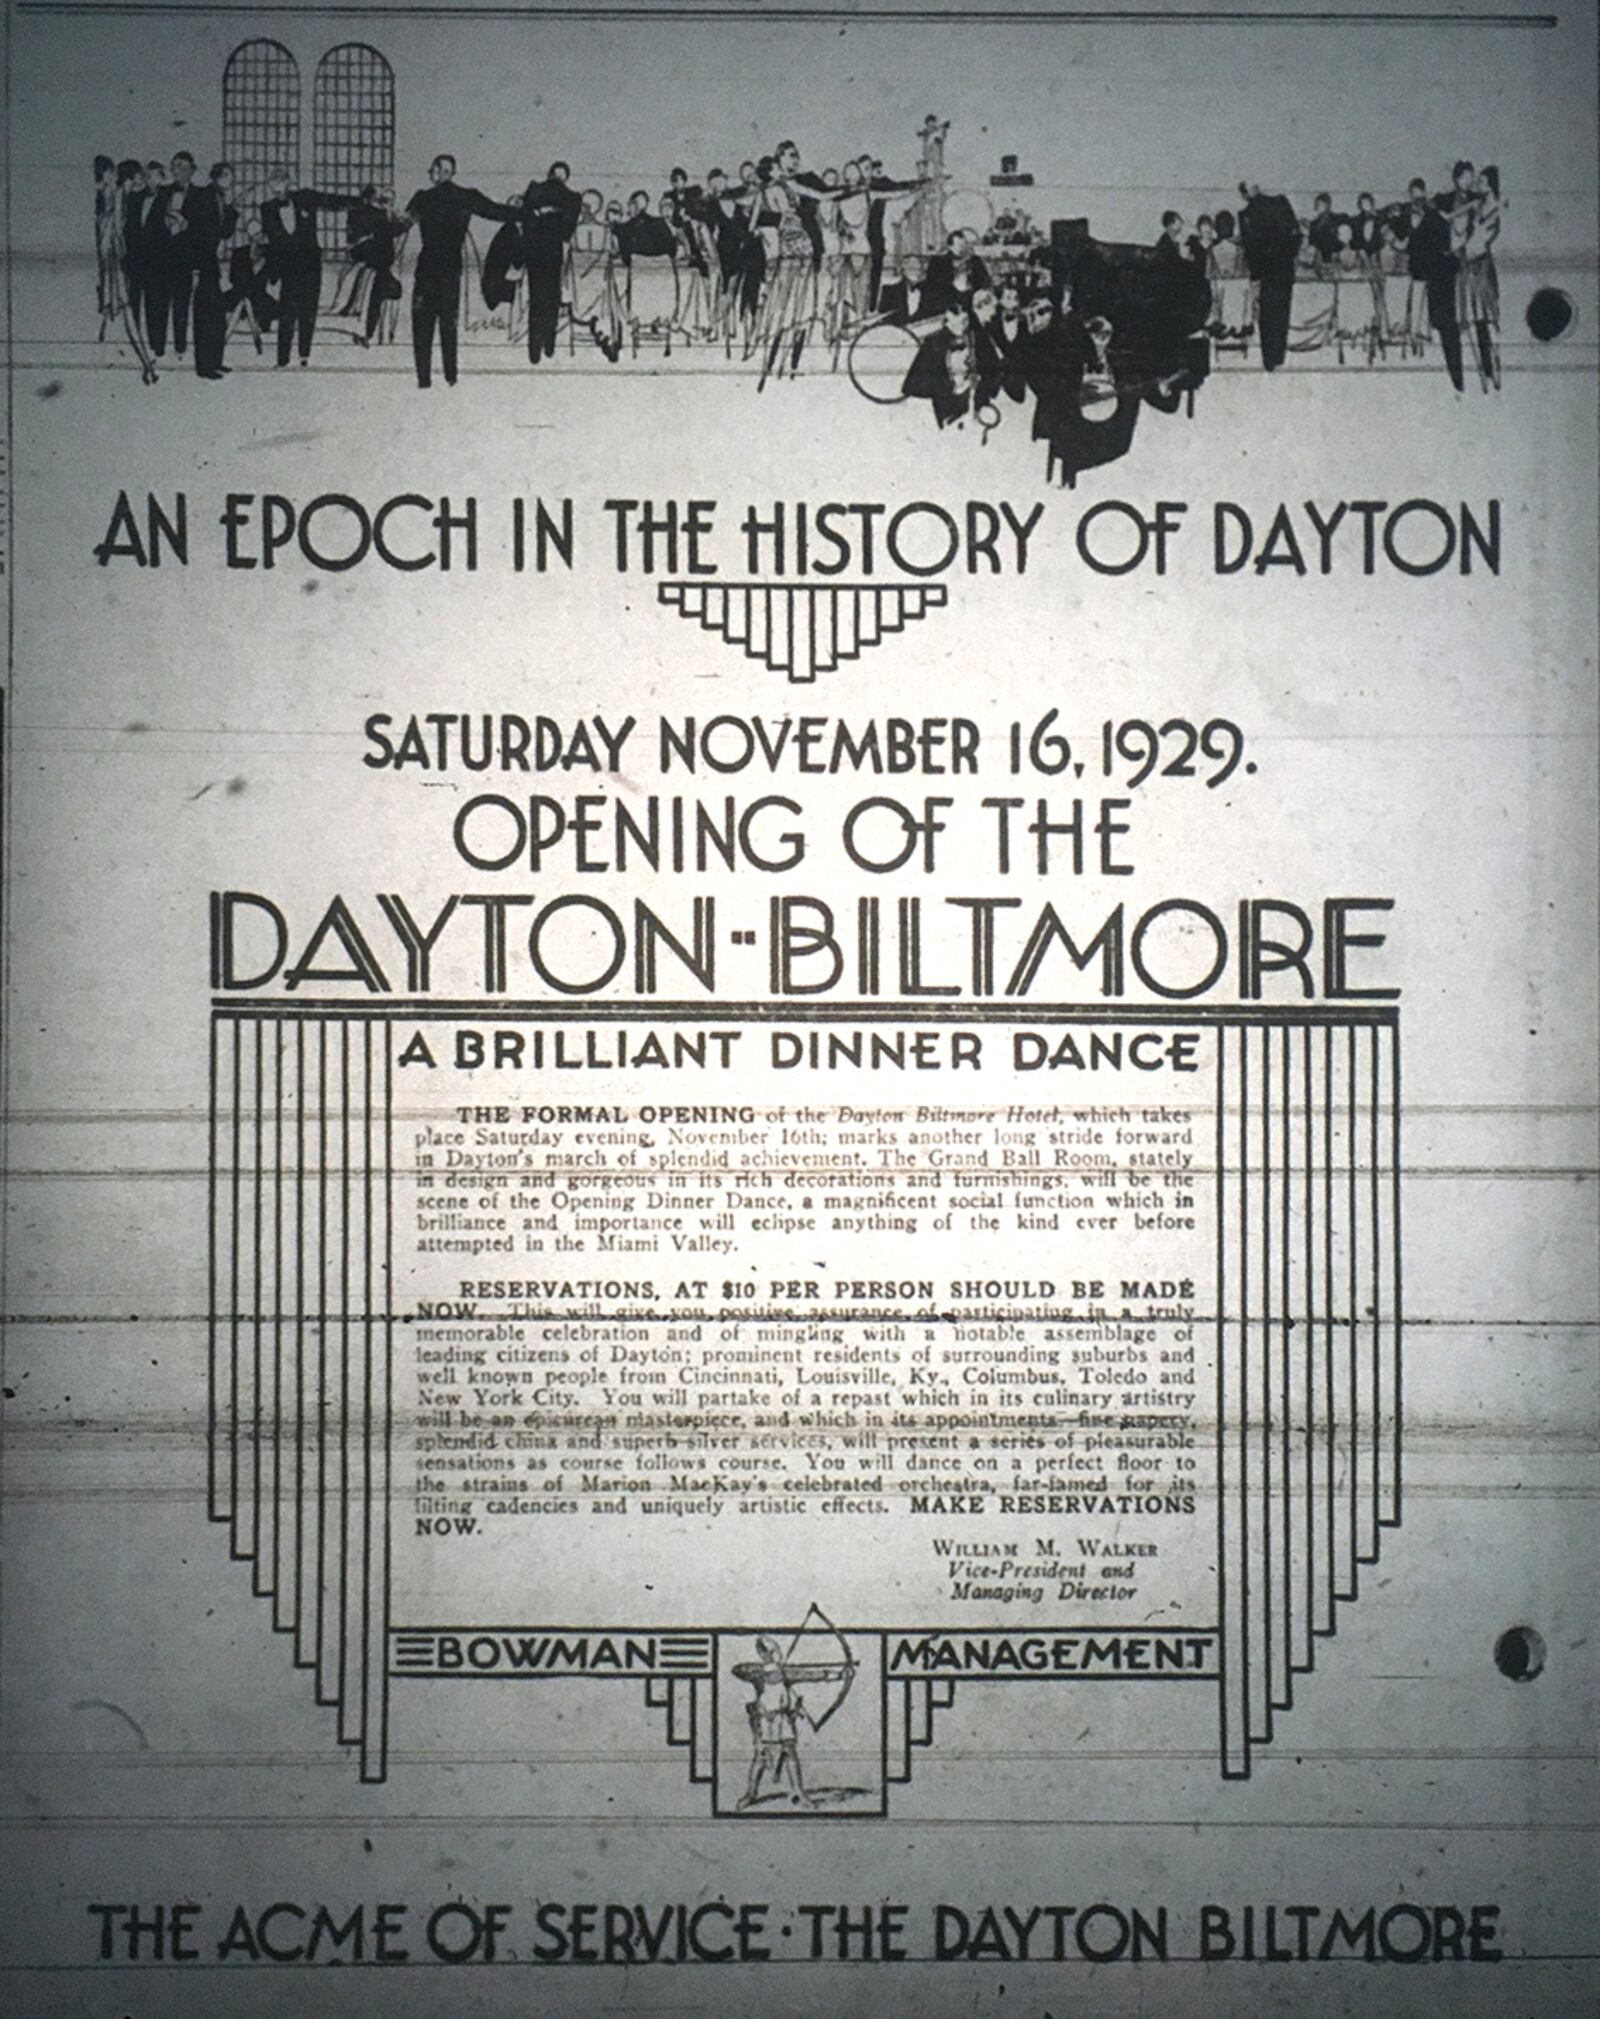 AN EPOCH IN THE HISTORY OF DAYTON
SATURDAY NOVEMBER 16, 1929.
OPENING OF THE
DAYTON-BILTMORE
A BRILLIANT DINNER DANCE
THE FORMAL OPENING of the Dayton Biltmore Hotel, which takes
place Saturday evening, November 16th; marks another long stride forward
in Dayton's march of splendid achievement. The Grand Ball Room, stately
in design and gorgeous in its rich decorations and furnishings, will be the
scene of the Opening Dinner Dance, a magnificent social function which in
brilliance and importance will eclipse anything of the kind ever before
attempted in the Miami Valley.
RESERVATIONS, AT $10 PER PERSON SHOULD BE MADE
NOW. This will give you positive assurance of participating in a truly
memorable celebration and of mingling with a notable assemblage of
leading citizens of Dayton; prominent residents of surrounding suburbs and
well known people from Cincinnati, Louisville, Ky., Columbus, Toledo and
New York City. You will partake of a repast which in its culinary artistry
will be an epicurean masterpiece, and which in its appointments—fine napery,
splendid china and superb silver services, will present a series of pleasurable
sensations as course follows course. You will dance on a perfect floor to
the strains of Marion MacKay's celebrated orchestra, far-famed for its
lilting cadencies and uniquely artistic effects. MAKE RESERVATIONS
NOW.
WILLIAM M. WALKER
Vice-President and
Managing Director
BOWMAN MANAGEMENT
THE ACME OF SERVICE · THE DAYTON BILTMORE